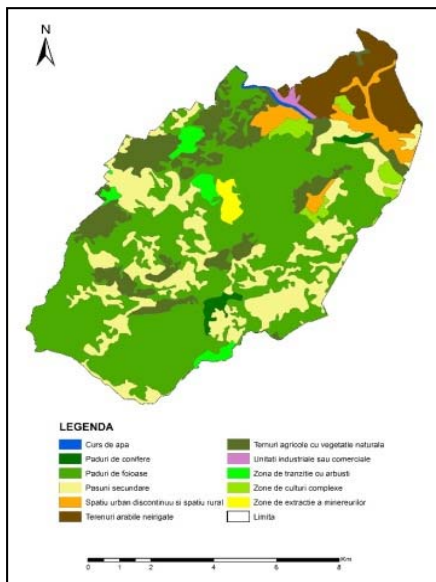 N
LEGENDA
Curs de apa
Paduri de conifere
Paduri de foioase
Pasuni secundare
Spatiu urban discontinuu si spatiu rural
Terenuri arabile neirigate
Ternuri agricole cu vegetatie naturala
Unitati industriale sau comerciale
Zona de tranzitie cu arbusti
Zone de culturi complexe
Zone de extractie a minereurilor
Limita
Km
0 2 4 6 8